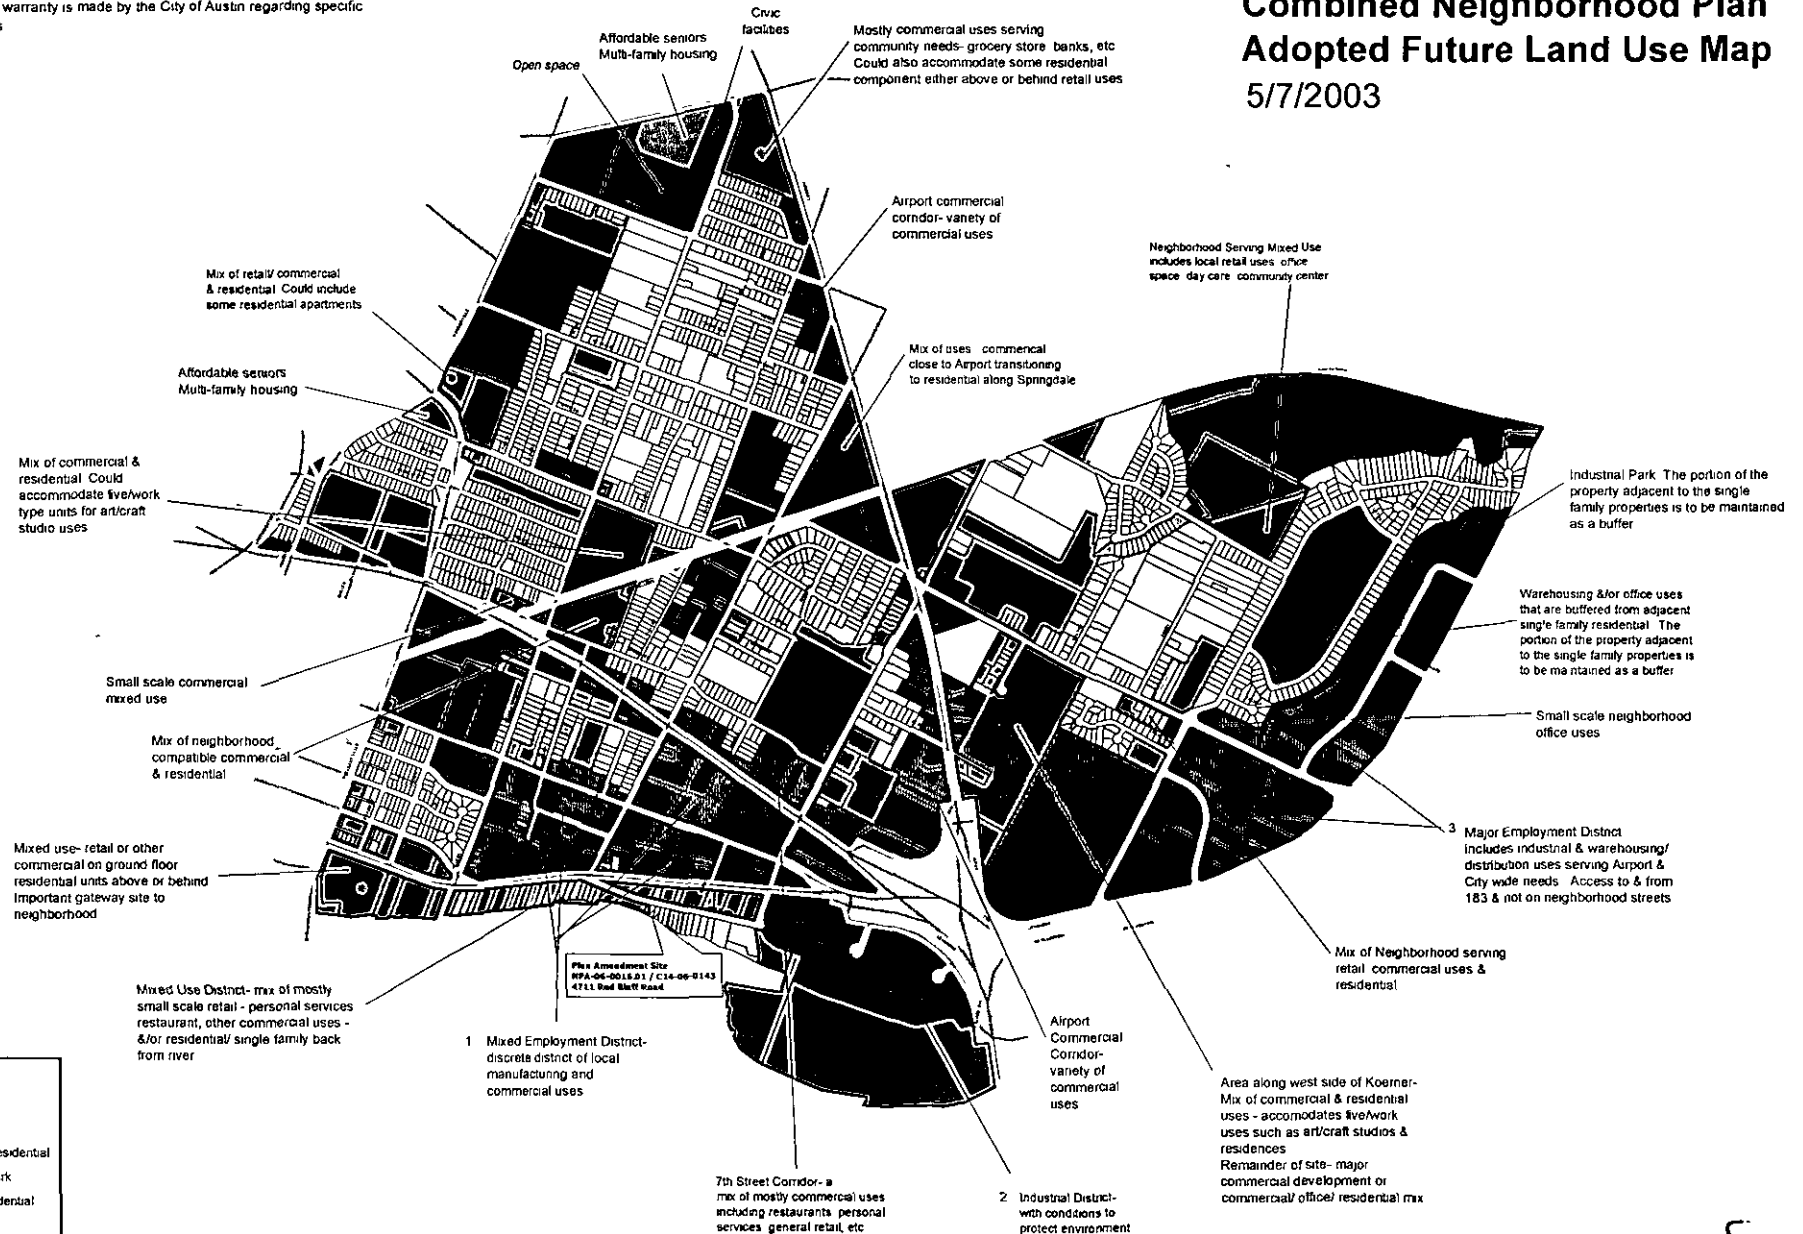 warranty is made by the City of Austin regarding specific
Combined Neighborhood Plan
Adopted Future Land Use Map
5/7/2003
Civic
facilities
Affordable seniors
Multi-family housing
Open space
Mostly commercial uses serving
community needs- grocery store banks, etc
Could also accommodate some residential
component either above or behind retail uses
Airport commercial
corridor- variety of
commercial uses
Neighborhood Serving Mixed Use
includes local retail uses office
space day care community center
Mix of retail/ commercial
& residential Could include
some residential apartments
Mix of uses commercal
close to Airport transitioning
to residential along Springdale
Affordable seniors
Multi-family housing
Mix of commercial &
residential Could
accommodate live/work
type units for art/craft
studio uses
Industrial Park The portion of the
property adjacent to the single
family properties is to be maintained
as a buffer
Warehousing &/or office uses
that are buffered from adjacent
single family residential The
portion of the property adjacent
to the single family properties is
to be maintained as a buffer
Small scale commercial
mixed use
Small scale neighborhood
office uses
Mix of neighborhood
compatible commercial
& residential
3 Major Employment District
includes industrial & warehousing/
distribution uses serving Airport &
City wide needs Access to & from
183 & not on neighborhood streets
Mixed use- retail or other
commercial on ground floor
residential units above or behind
Important gateway site to
neighborhood
Mix of Neighborhood serving
retail commercial uses &
residential
Plan Amendment Site
NPA-06-0016.01 / C14-06-0143
4711 Red Bluff Road
Mixed Use District- mix of mostly
small scale retail - personal services
restaurant, other commercial uses -
&/or residential/ single family back
from river
1 Mixed Employment District-
discrete district of local
manufacturing and
commercial uses
Airport
Commercial
Corridor-
variety of
commercial
uses
Area along west side of Koerner-
Mix of commercial & residential
uses - accomodates live/work
uses such as art/craft studios &
residences
Remainder of site- major
commercial development or
commercial/ office/ residential mix
7th Street Corridor- a
mix of mostly commercial uses
including restaurants personal
services general retail, etc
2 Industrial District-
with conditions to
protect environment